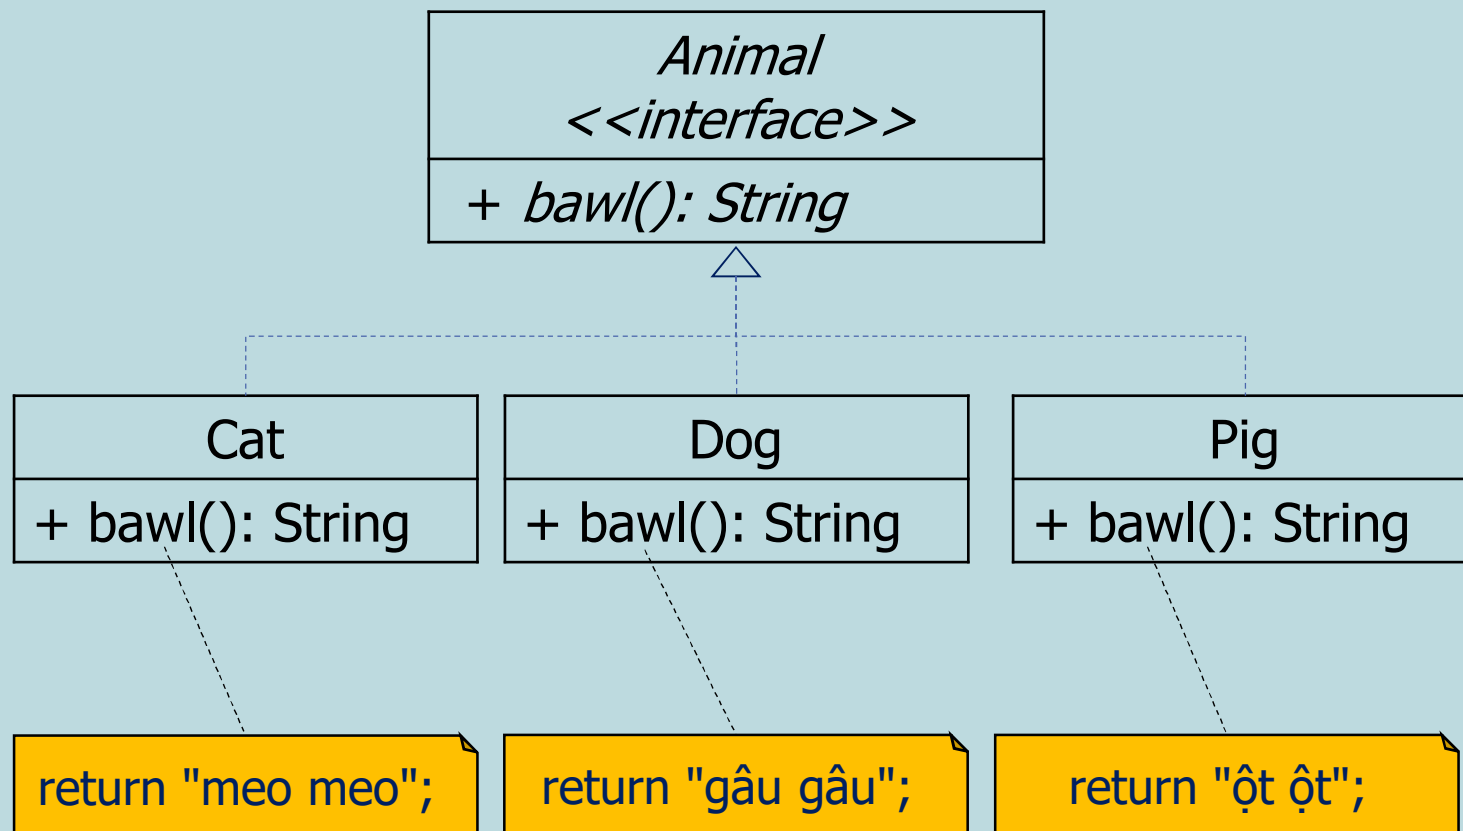 Animal
<<interface>>
+ bawl(): String
Cat
+ bawl(): String
Dog
+ bawl(): String
Pig
+ bawl(): String
return "meo meo";
return "gâu gâu";
return "ột ột";